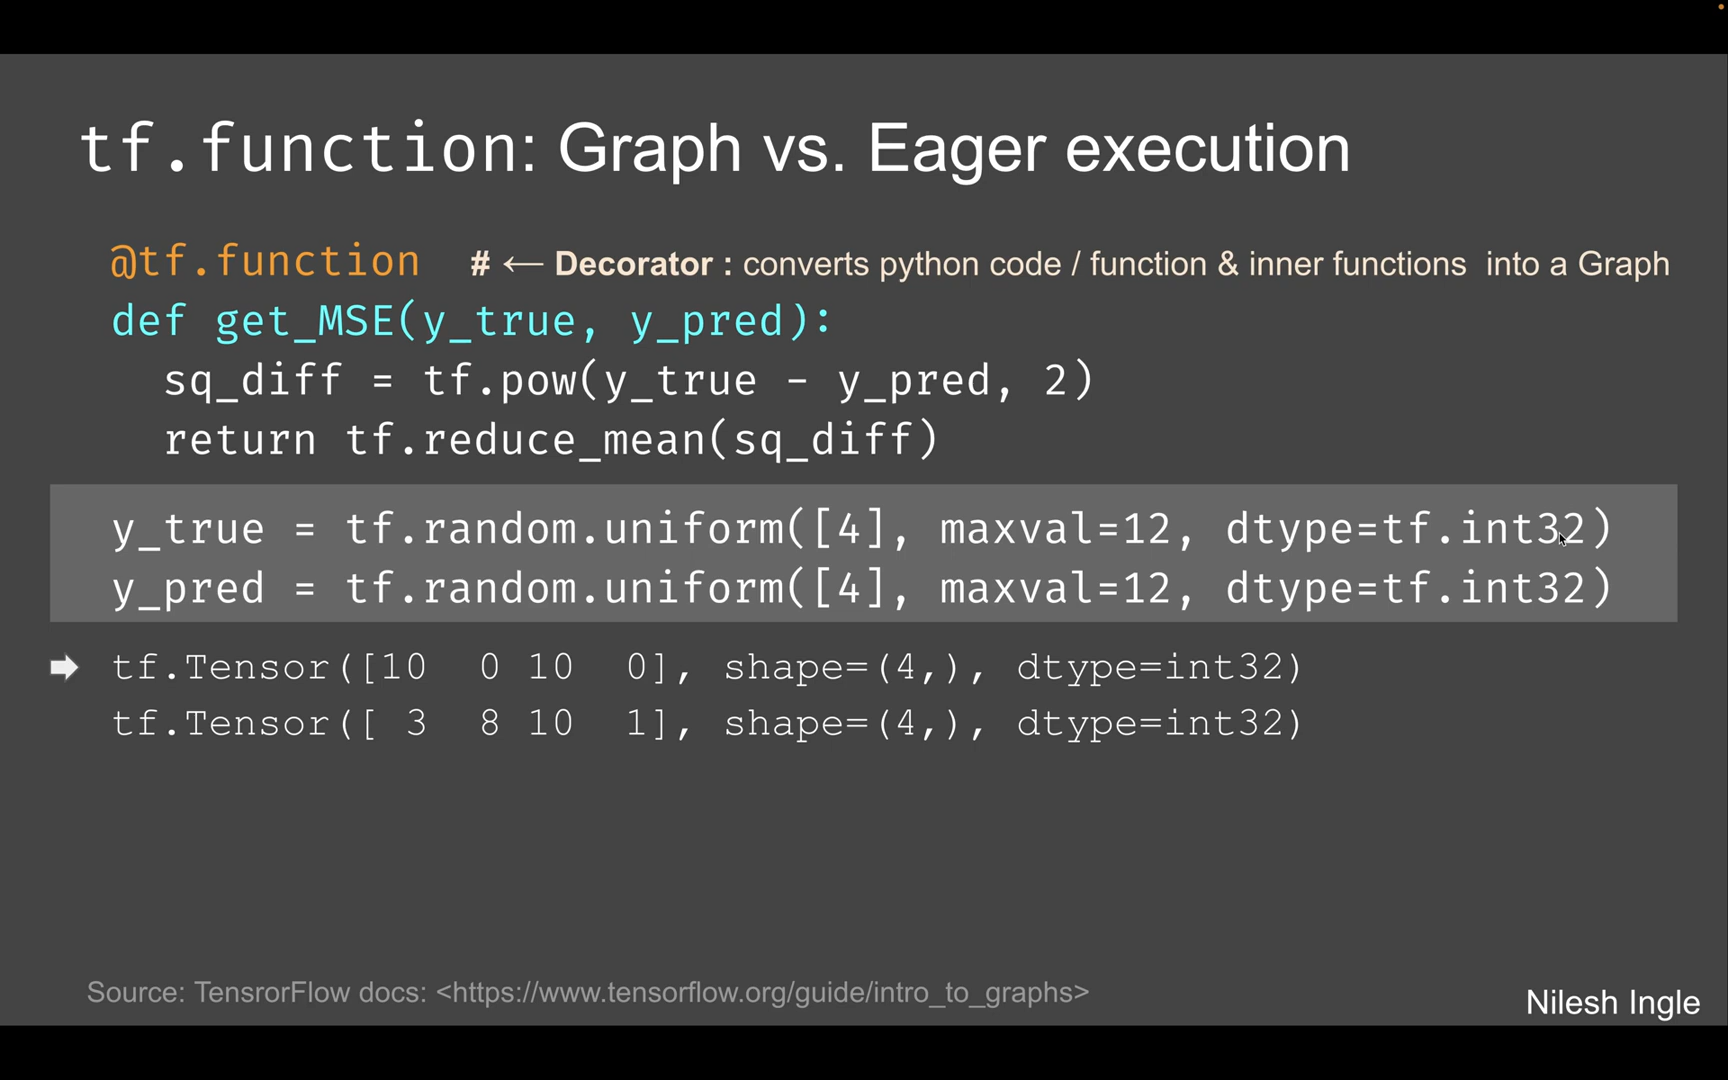 tf.function: Graph vs. Eager execution
@tf.function # ← Decorator : converts python code / function & inner functions into a Graph
def get_MSE(y_true, y_pred):
  sq_diff = tf.pow(y_true - y_pred, 2)
  return tf.reduce_mean(sq_diff)
y_true = tf.random.uniform([4], maxval=12, dtype=tf.int32)
y_pred = tf.random.uniform([4], maxval=12, dtype=tf.int32)
tf.Tensor([10  0 10  0], shape=(4,), dtype=int32)
tf.Tensor([ 3  8 10  1], shape=(4,), dtype=int32)
Source: TensrorFlow docs: <https://www.tensorflow.org/guide/intro_to_graphs>
Nilesh Ingle